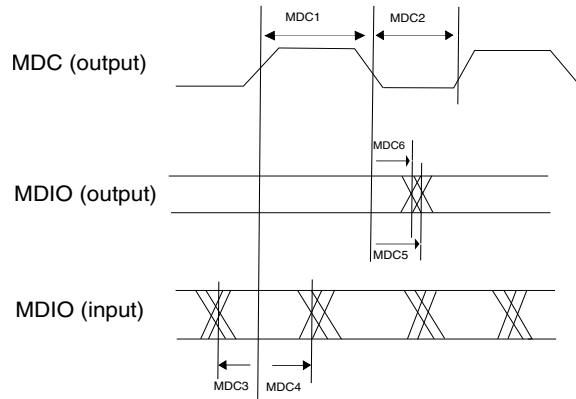 MDC1
MDC2
MDC (output)
MDC6
MDIO (output)
MDC5
MDIO (input)
MDC3
MDC4